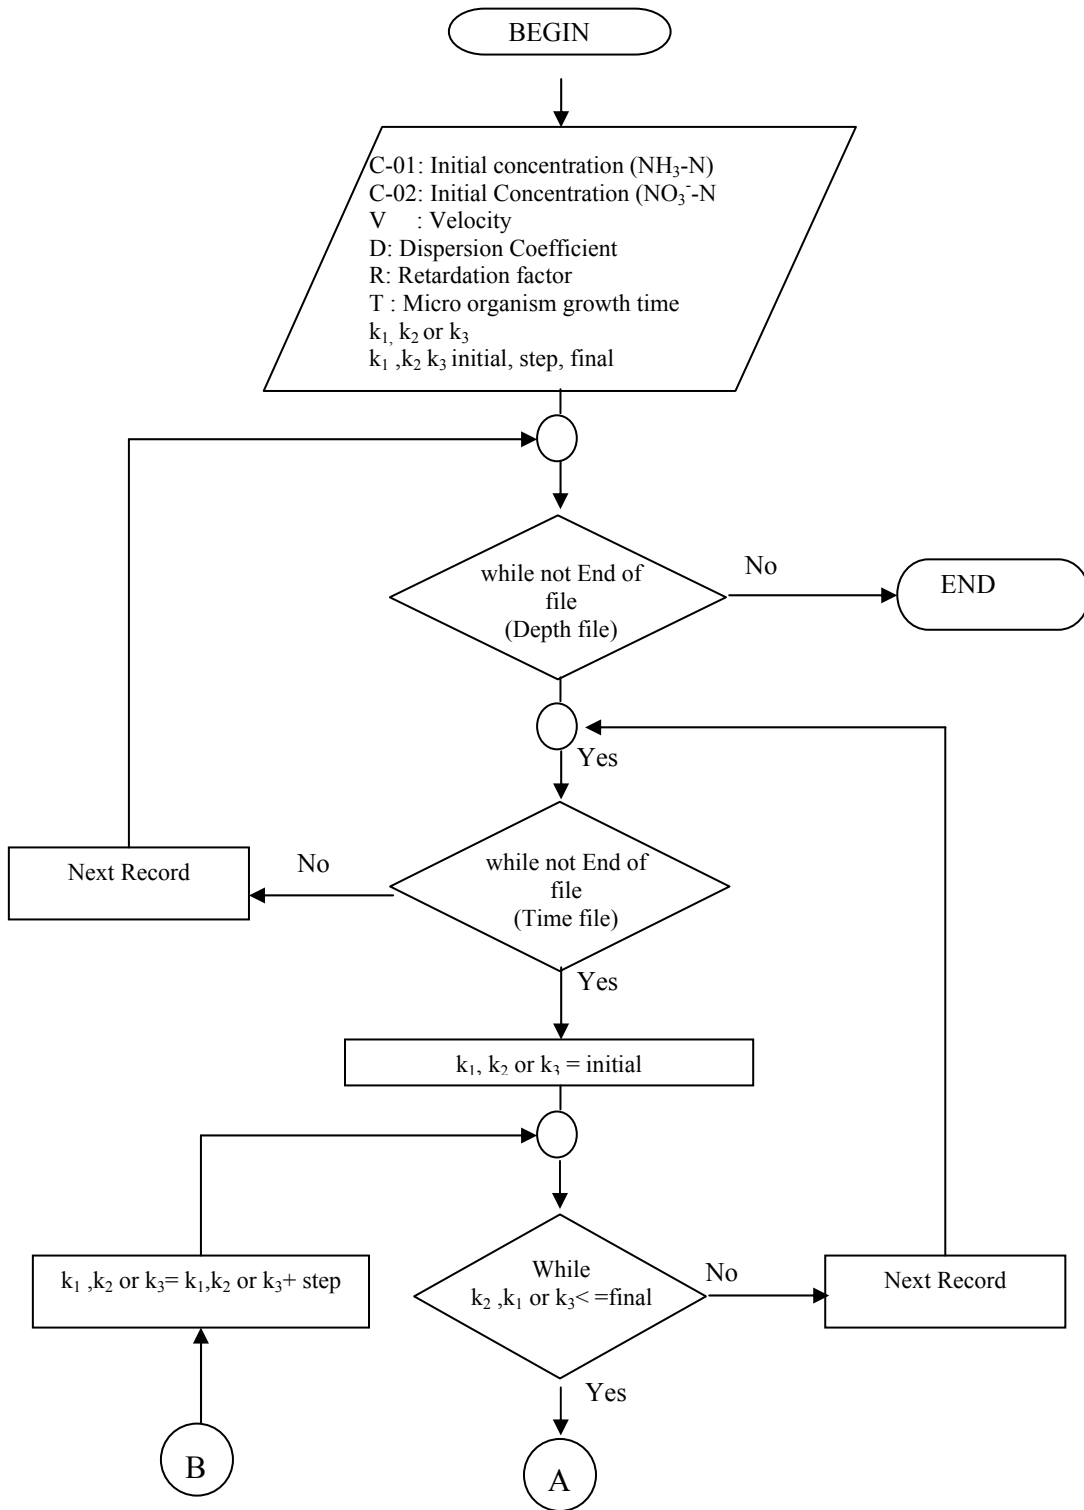 BEGIN
C-01: Initial concentration (NH₃-N)
C-02: Initial Concentration (NO₃⁻-N
V : Velocity
D: Dispersion Coefficient
R: Retardation factor
T : Micro organism growth time
k₁, k₂ or k₃
k₁ ,k₂ k₃ initial, step, final
while not End of
file
(Depth file)
No
END
Yes
while not End of
file
(Time file)
No
Next Record
Yes
k₁, k₂ or k₃ = initial
k₁ ,k₂ or k₃= k₁,k₂ or k₃+ step
While
k₂ ,k₁ or k₃< =final
No
Next Record
Yes
B
A